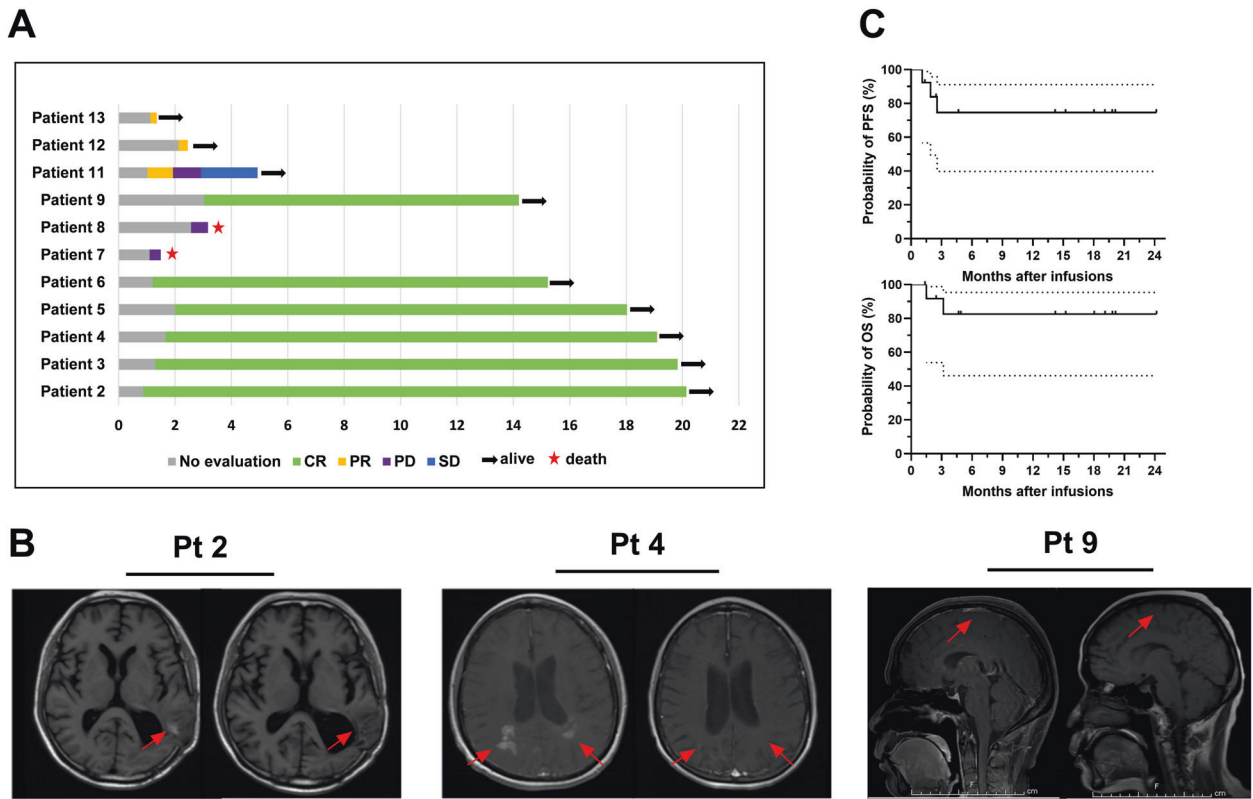 A
Patient 13
Patient 12
Patient 11
Patient 9
Patient 8
Patient 7
Patient 6
Patient 5
Patient 4
Patient 3
Patient 2
0 2 4 6 8 10 12 14 16 18 20 22
No evaluation CR PR PD SD alive death
C
Probability of PFS (%)
100
80
60
40
20
0
0 3 6 9 12 15 18 21 24
Months after infusions
Probability of OS (%)
100
80
60
40
20
0
0 3 6 9 12 15 18 21 24
Months after infusions
B
Pt 2
Pt 4
Pt 9
F
cm
F
cm